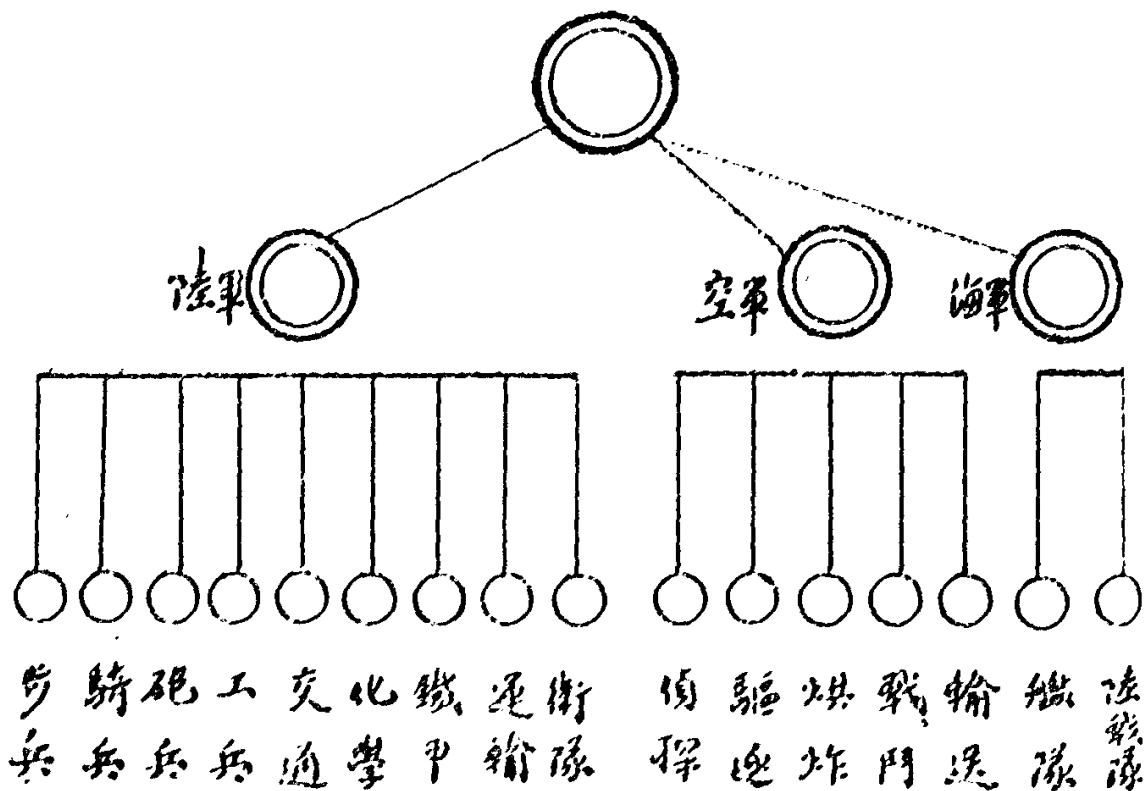 陸軍
空軍
海軍
步兵
騎兵
砲兵
工兵
交通
化學
鐵甲
運輸
衛隊
偵探
驅逐
烘炸
戰鬥
輸送
艦隊
陸戰隊